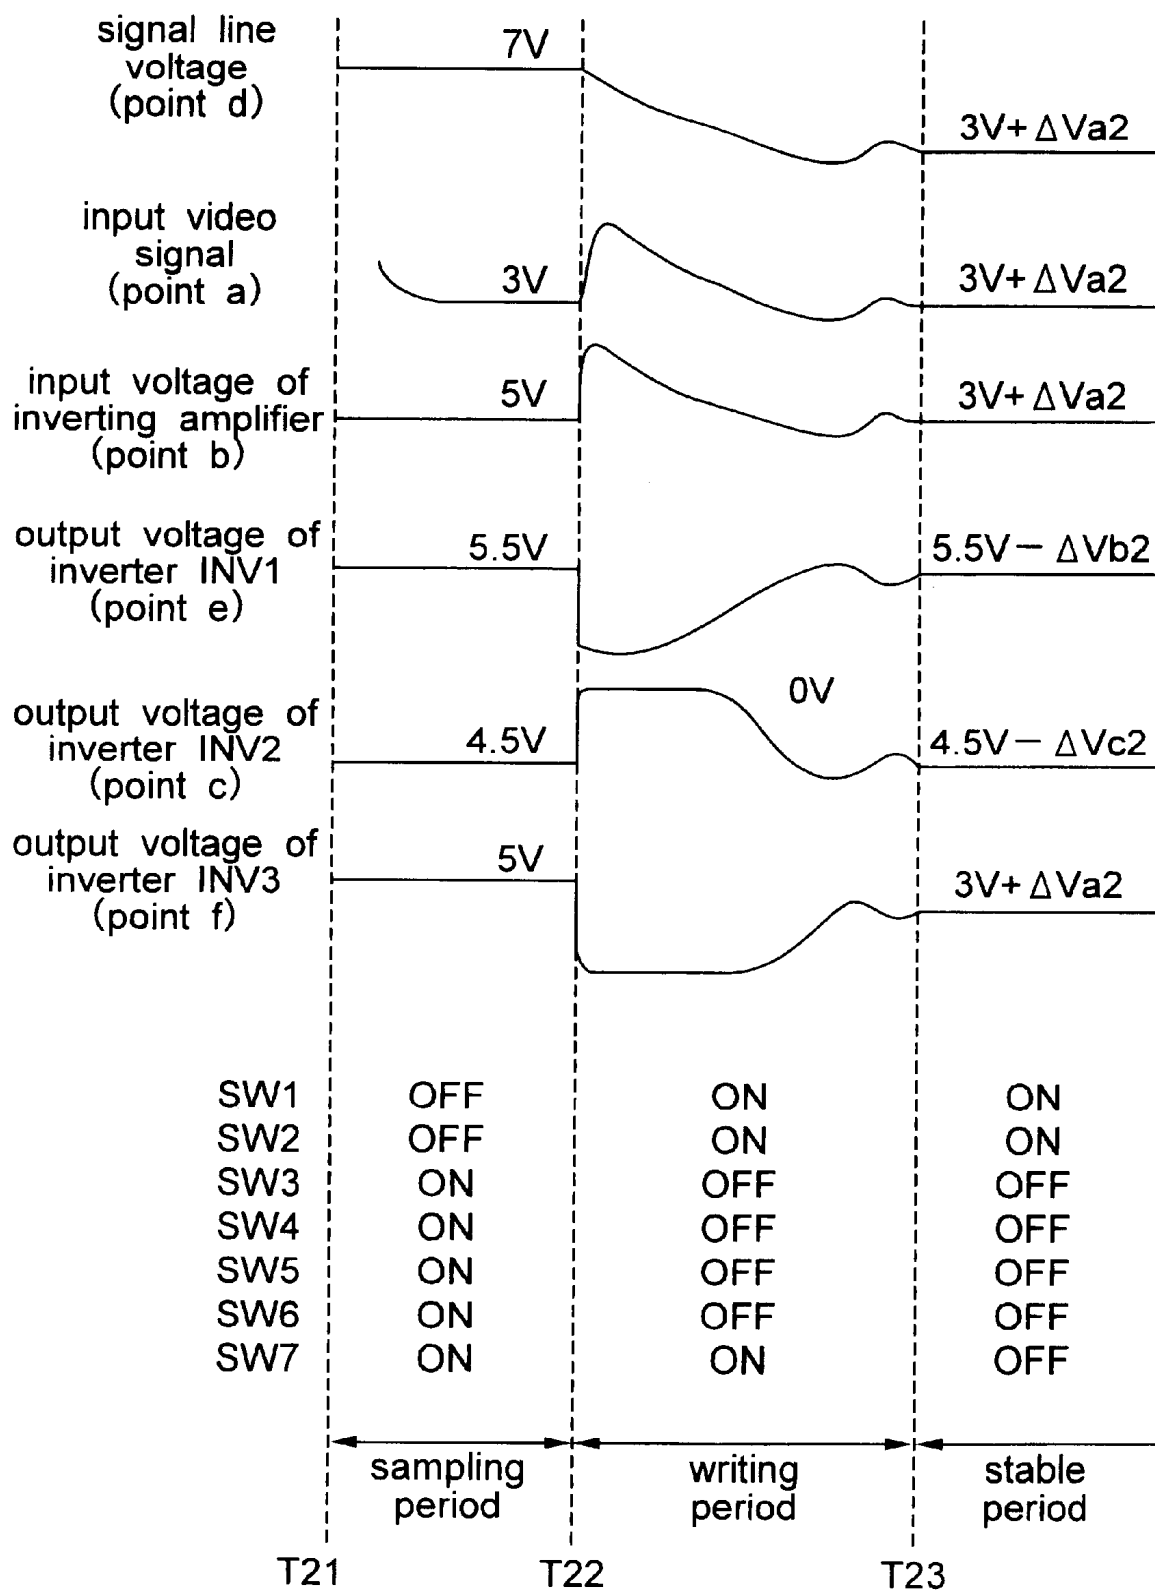 signal line
voltage
(point d)
7V
3V+ΔVa2
input video
signal
(point a)
3V
3V+ΔVa2
input voltage of
inverting amplifier
(point b)
5V
3V+ΔVa2
output voltage of
inverter INV1
(point e)
5.5V
5.5V－ΔVb2
output voltage of
inverter INV2
(point c)
4.5V
0V
4.5V－ΔVc2
output voltage of
inverter INV3
(point f)
5V
3V+ΔVa2
SW1 OFF ON ON
SW2 OFF ON ON
SW3 ON OFF OFF
SW4 ON OFF OFF
SW5 ON OFF OFF
SW6 ON OFF OFF
SW7 ON ON OFF
sampling
period
writing
period
stable
period
T21 T22 T23